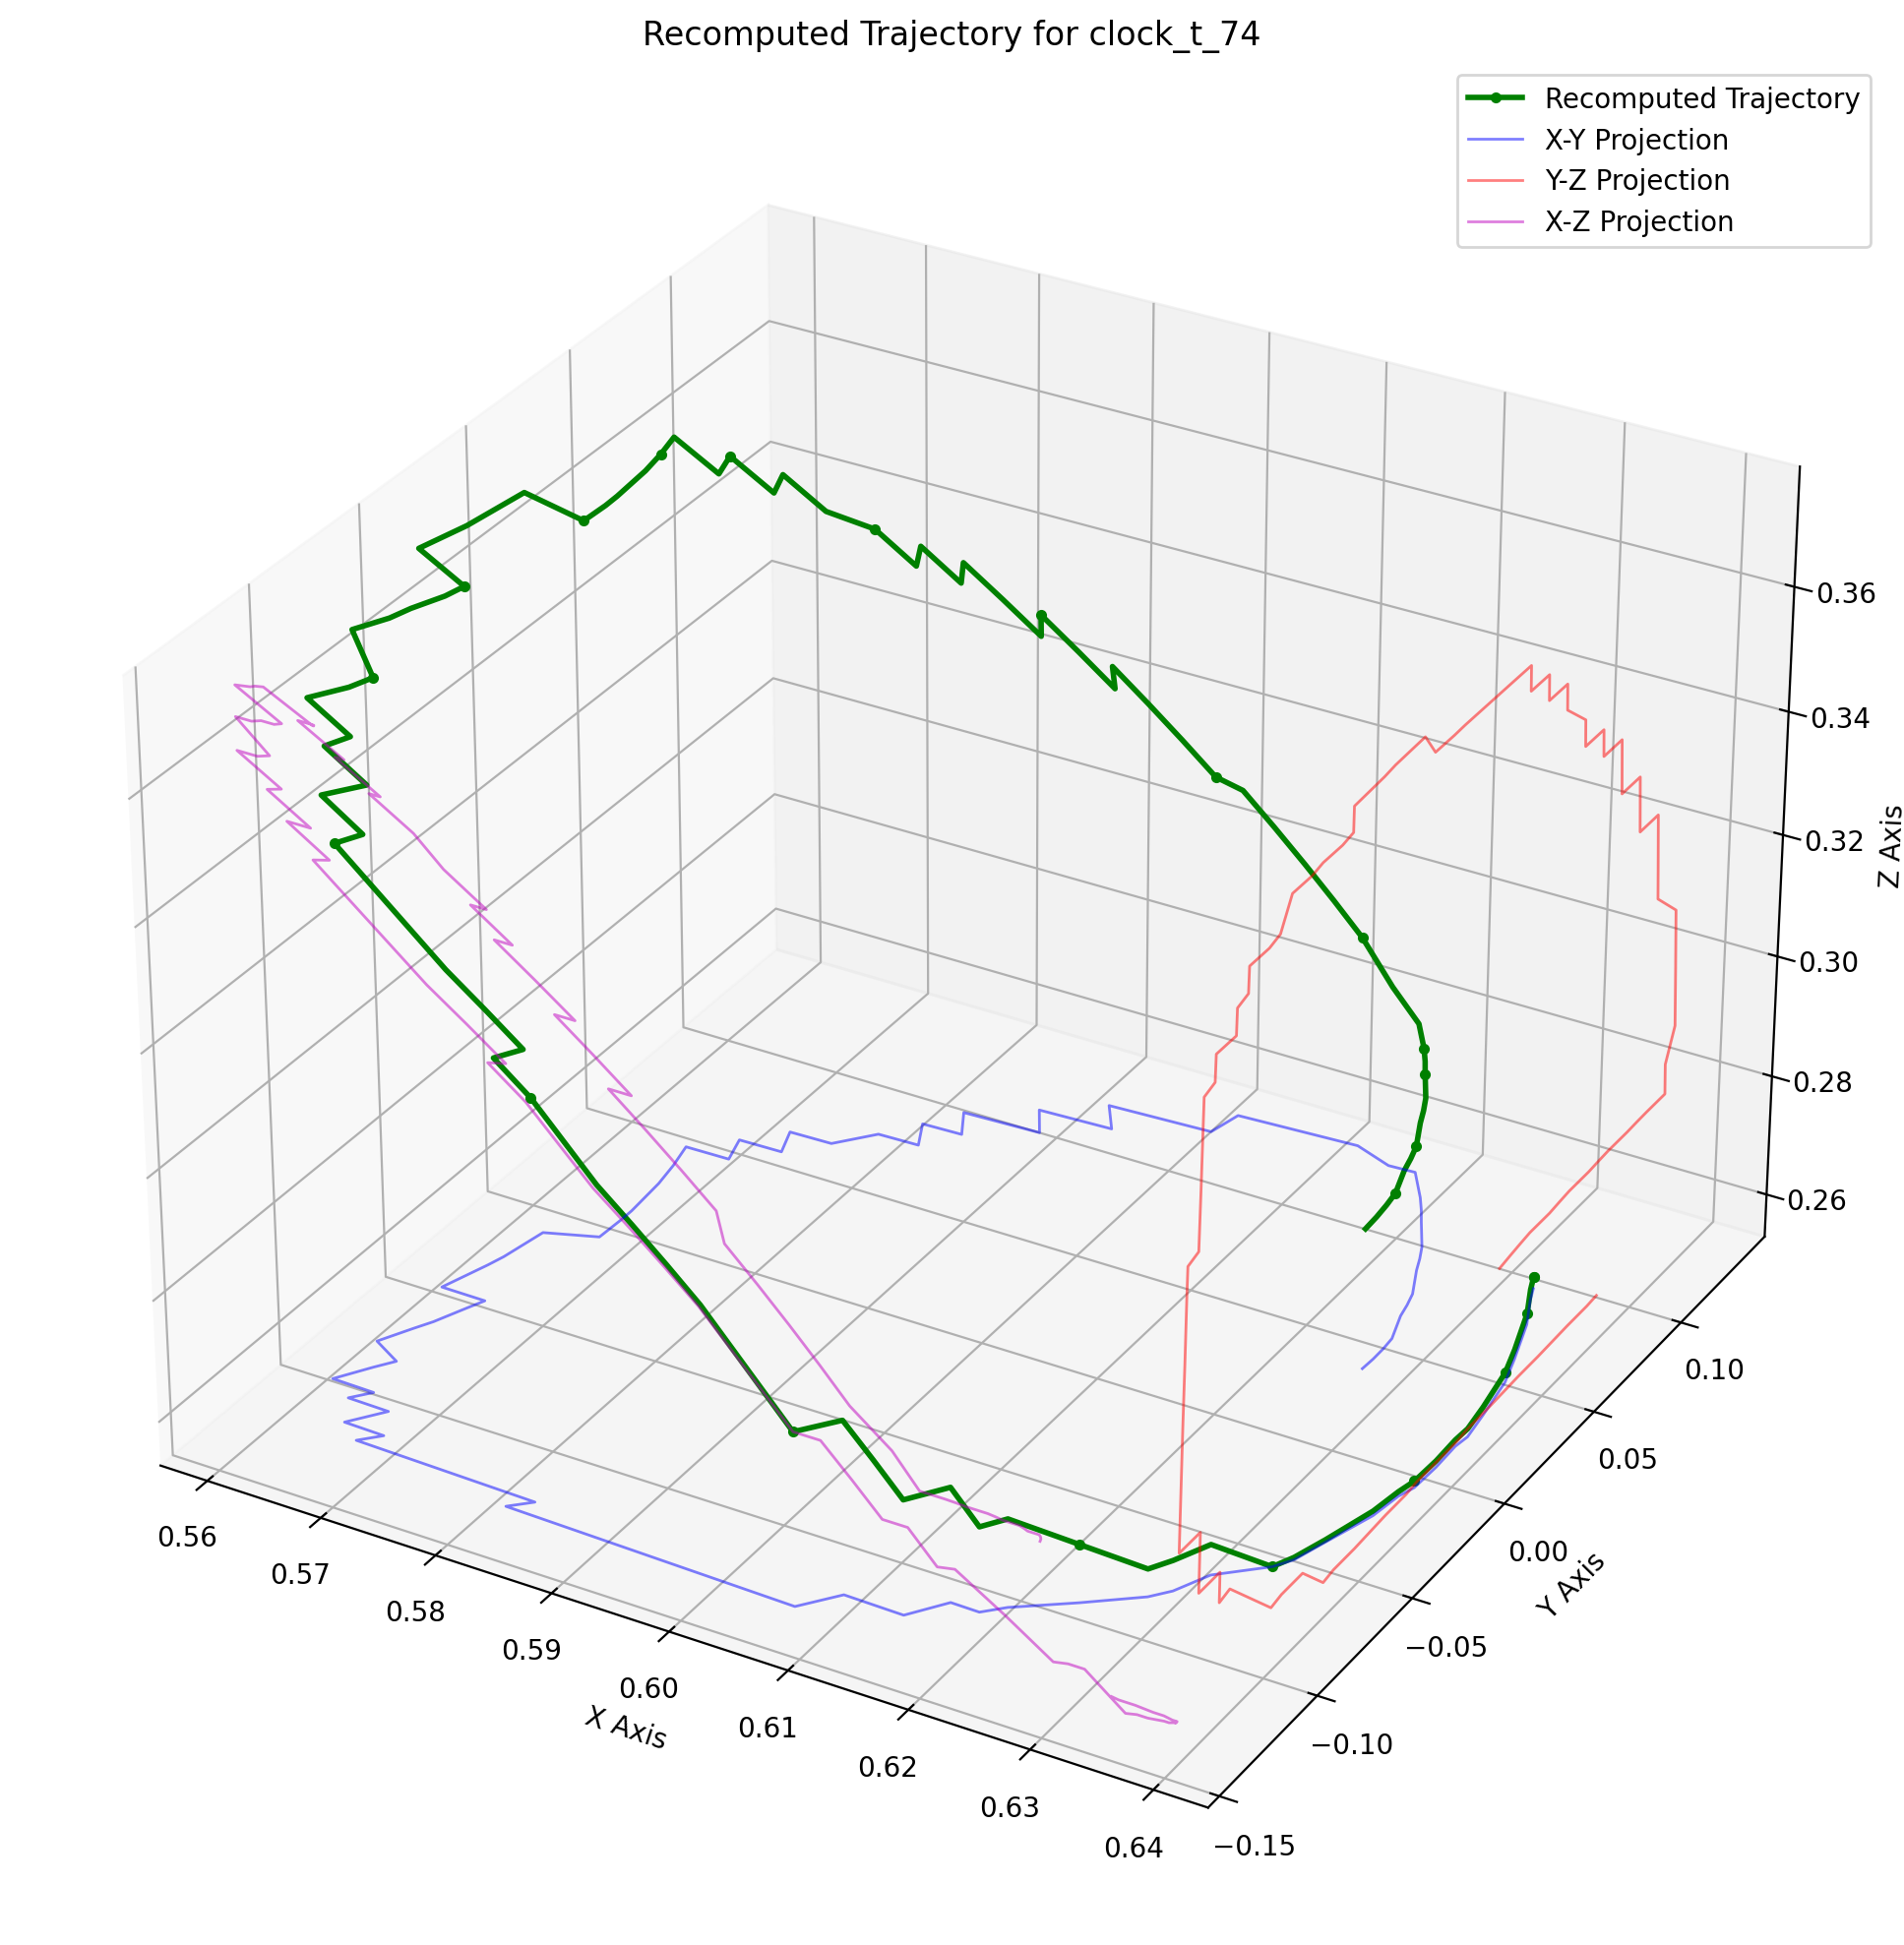 Recomputed Trajectory for clock_t_74
Recomputed Trajectory
X-Y Projection
Y-Z Projection
X-Z Projection
0.36
0.34
0.32
0.30
0.28
0.26
Z Axis
0.10
0.05
0.00
−0.05
−0.10
−0.15
Y Axis
0.56
0.57
0.58
0.59
0.60
0.61
0.62
0.63
0.64
X Axis